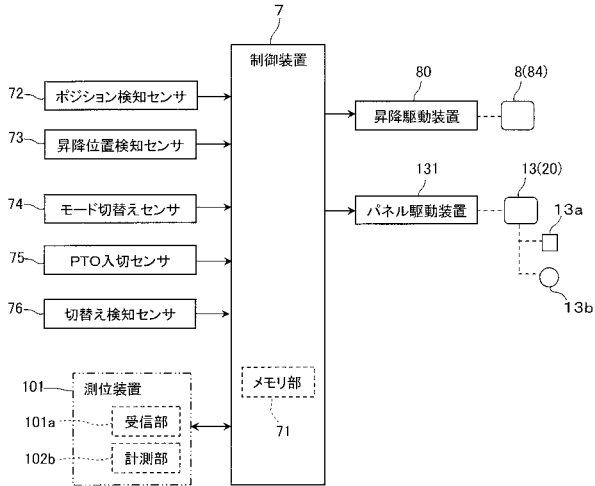 7
制御装置
72
ポジション検知センサ
73
昇降位置検知センサ
74
モード切替えセンサ
75
PTO入切センサ
76
切替え検知センサ
101
測位装置
101a
受信部
102b
計測部
メモリ部
71
80
昇降駆動装置
8(84)
131
パネル駆動装置
13(20)
13a
13b